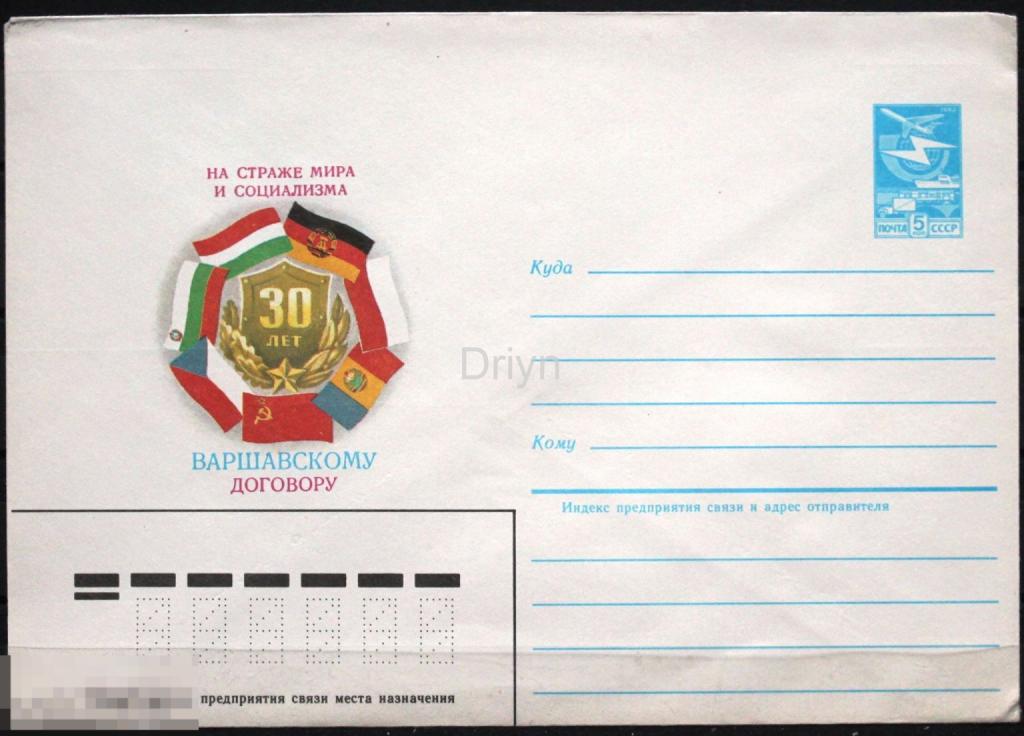 НА СТРАЖЕ МИРА
И СОЦИАЛИЗМА
30
ЛЕТ
ВАРШАВСКОМУ
ДОГОВОРУ
ПОЧТА 5 СССР
Куда
Кому
Индекс предприятия связи и адрес отправителя
предприятия связи места назначения
Driyn